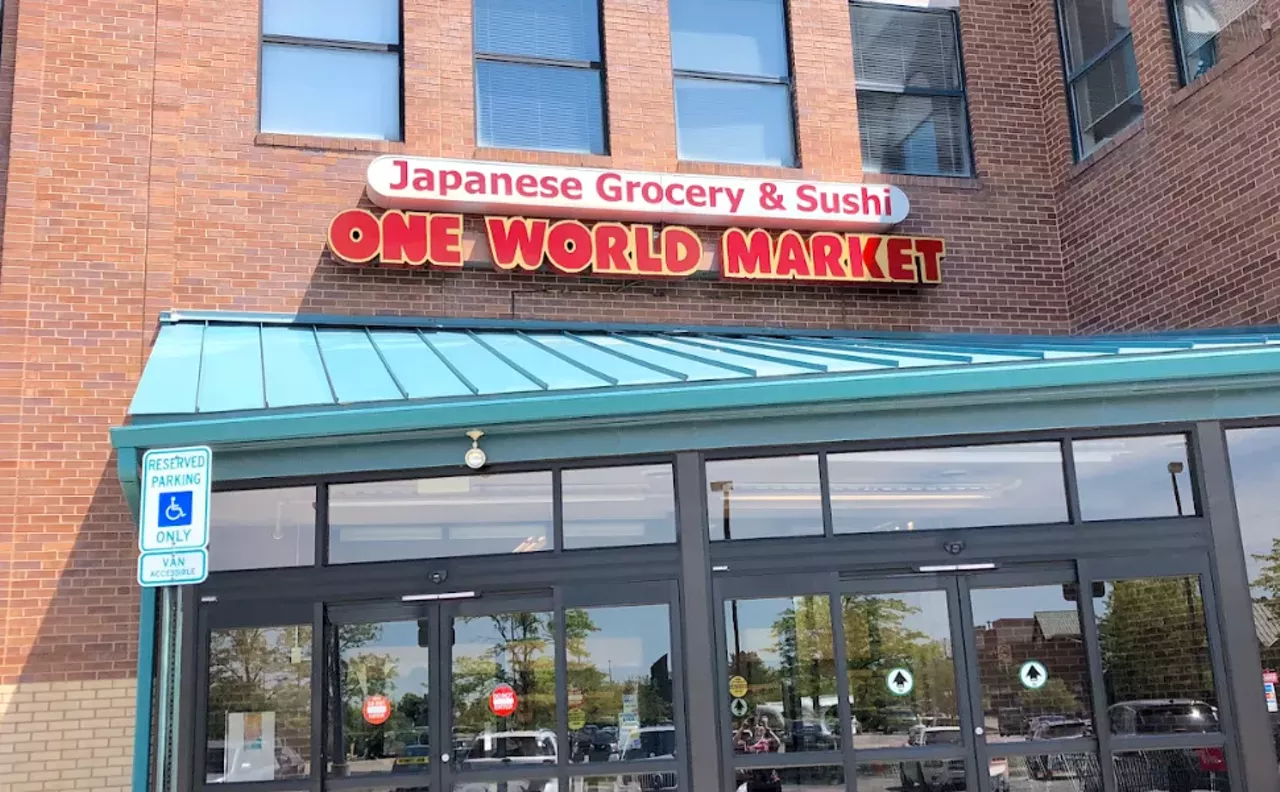 Japanese Grocery & Sushi
ONE WORLD MARKET
RESERVED
PARKING
ONLY
VAN
ACCESSIBLE